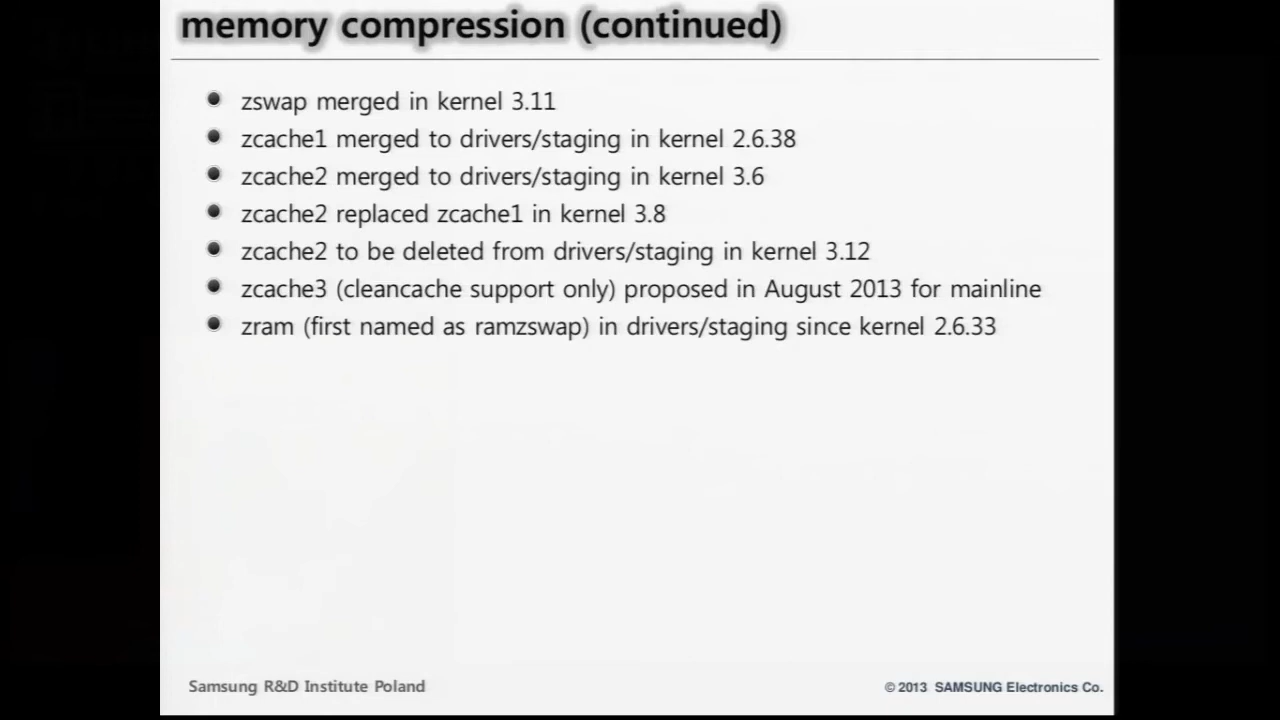 memory compression (continued)
zswap merged in kernel 3.11
zcache1 merged to drivers/staging in kernel 2.6.38
zcache2 merged to drivers/staging in kernel 3.6
zcache2 replaced zcache1 in kernel 3.8
zcache2 to be deleted from drivers/staging in kernel 3.12
zcache3 (cleancache support only) proposed in August 2013 for mainline
zram (first named as ramzswap) in drivers/staging since kernel 2.6.33
Samsung R&D Institute Poland
© 2013 SAMSUNG Electronics Co.